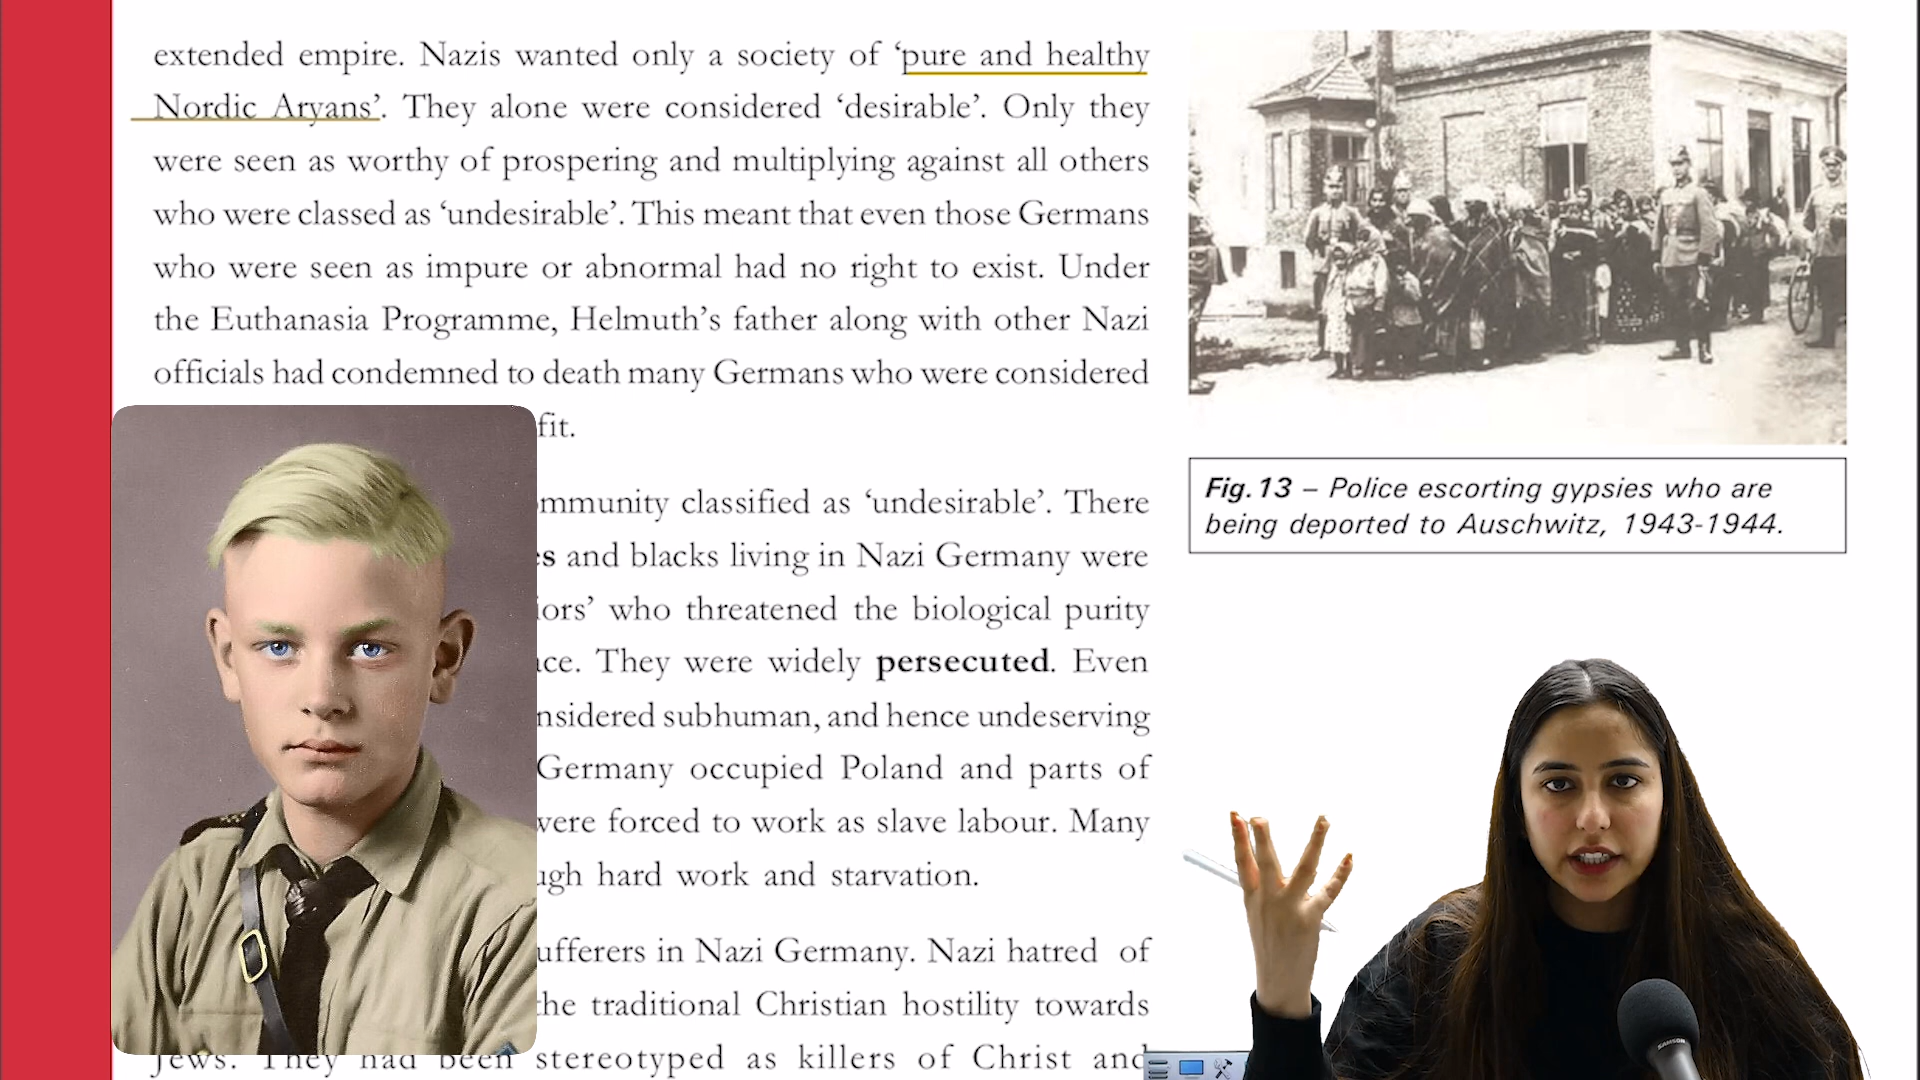 extended empire. Nazis wanted only a society of ‘pure and healthy
Nordic Aryans’. They alone were considered ‘desirable’. Only they
were seen as worthy of prospering and multiplying against all others
who were classed as ‘undesirable’. This meant that even those Germans
who were seen as impure or abnormal had no right to exist. Under
the Euthanasia Programme, Helmuth’s father along with other Nazi
officials had condemned to death many Germans who were considered
fit.
mmunity classified as ‘undesirable’. There
s and blacks living in Nazi Germany were
iors’ who threatened the biological purity
ce. They were widely persecuted. Even
nsidered subhuman, and hence undeserving
Germany occupied Poland and parts of
were forced to work as slave labour. Many
ugh hard work and starvation.
ufferers in Nazi Germany. Nazi hatred of
the traditional Christian hostility towards
Jews. They had been stereotyped as killers of Christ and
Fig.13 – Police escorting gypsies who are
being deported to Auschwitz, 1943-1944.
SAMSON